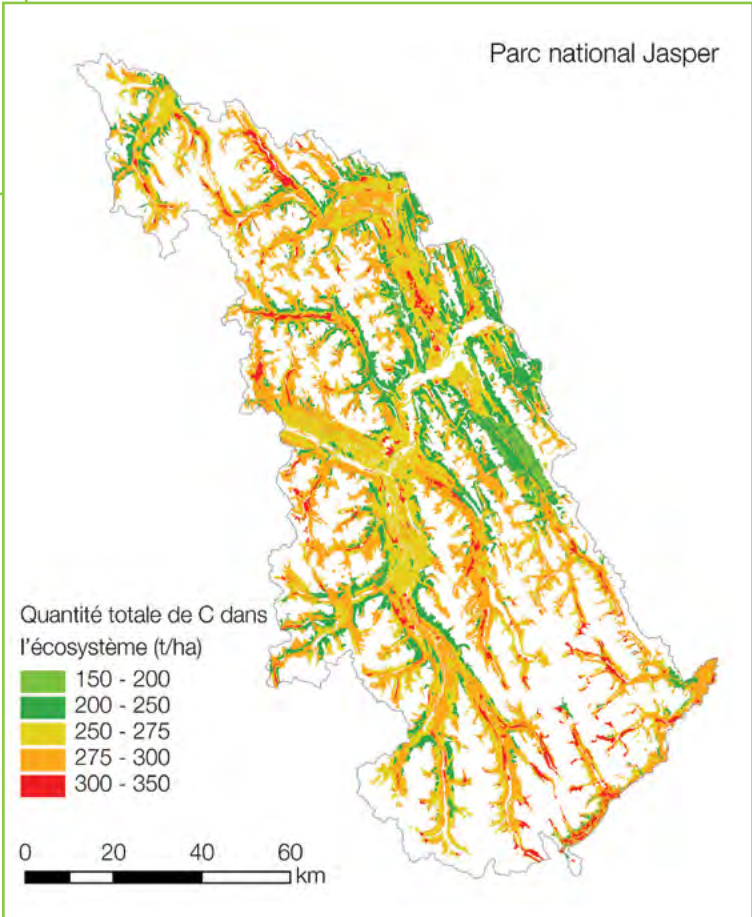 Parc national Jasper
Quantité totale de C dans
l'écosystème (t/ha)
150 - 200
200 - 250
250 - 275
275 - 300
300 - 350
0 20 40 60
km